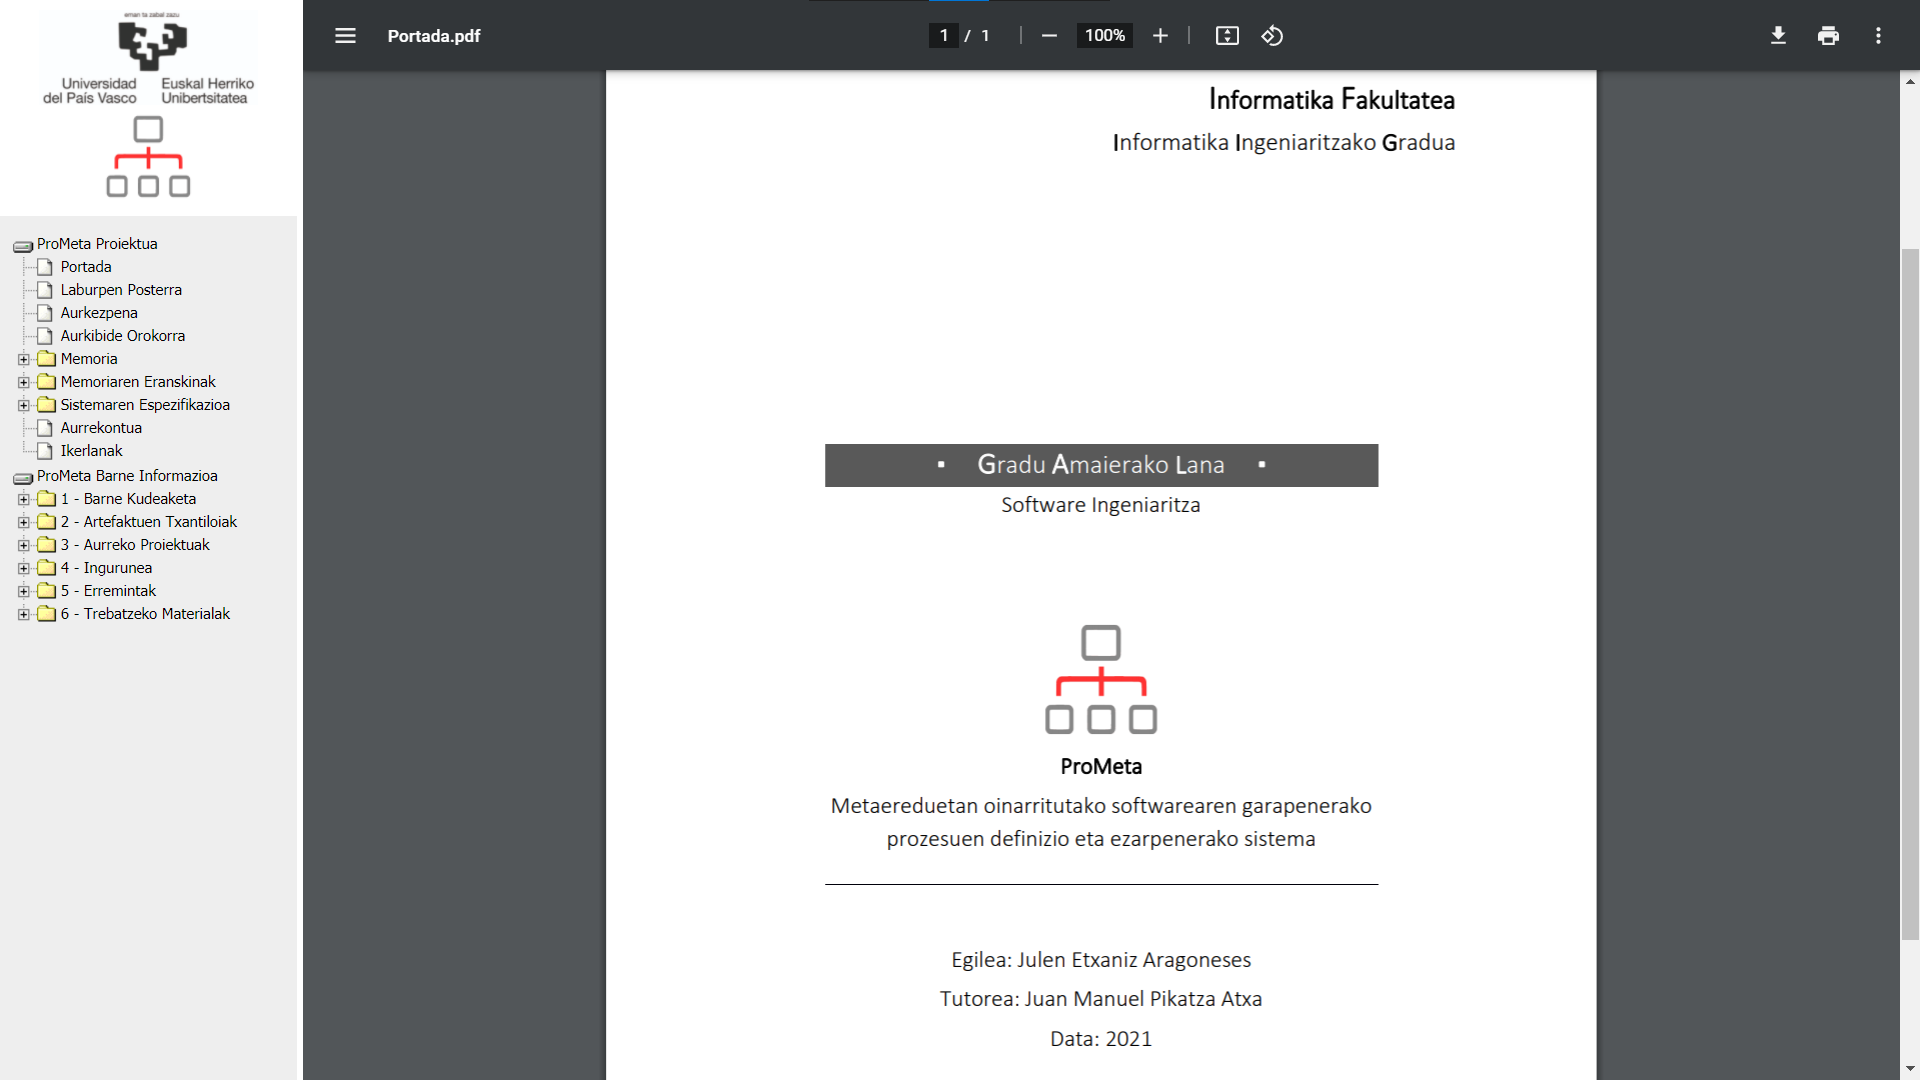 eman ta zabal zazu
Universidad
del País Vasco
Euskal Herriko
Unibertsitatea
ProMeta Proiektua
Portada
Laburpen Posterra
Aurkezpena
Aurkibide Orokorra
Memoria
Memoriaren Eranskinak
Sistemaren Espezifikazioa
Aurrekontua
Ikerlanak
ProMeta Barne Informazioa
1 - Barne Kudeaketa
2 - Artefaktuen Txantiloiak
3 - Aurreko Proiektuak
4 - Ingurunea
5 - Erremintak
6 - Trebatzeko Materialak
Portada.pdf
1 / 1
100%
Informatika Fakultatea
Informatika Ingeniaritzako Gradua
▪ Gradu Amaierako Lana ▪
Software Ingeniaritza
ProMeta
Metaereduetan oinarritutako softwarearen garapenerako
prozesuen definizio eta ezarpenerako sistema
Egilea: Julen Etxaniz Aragoneses
Tutorea: Juan Manuel Pikatza Atxa
Data: 2021